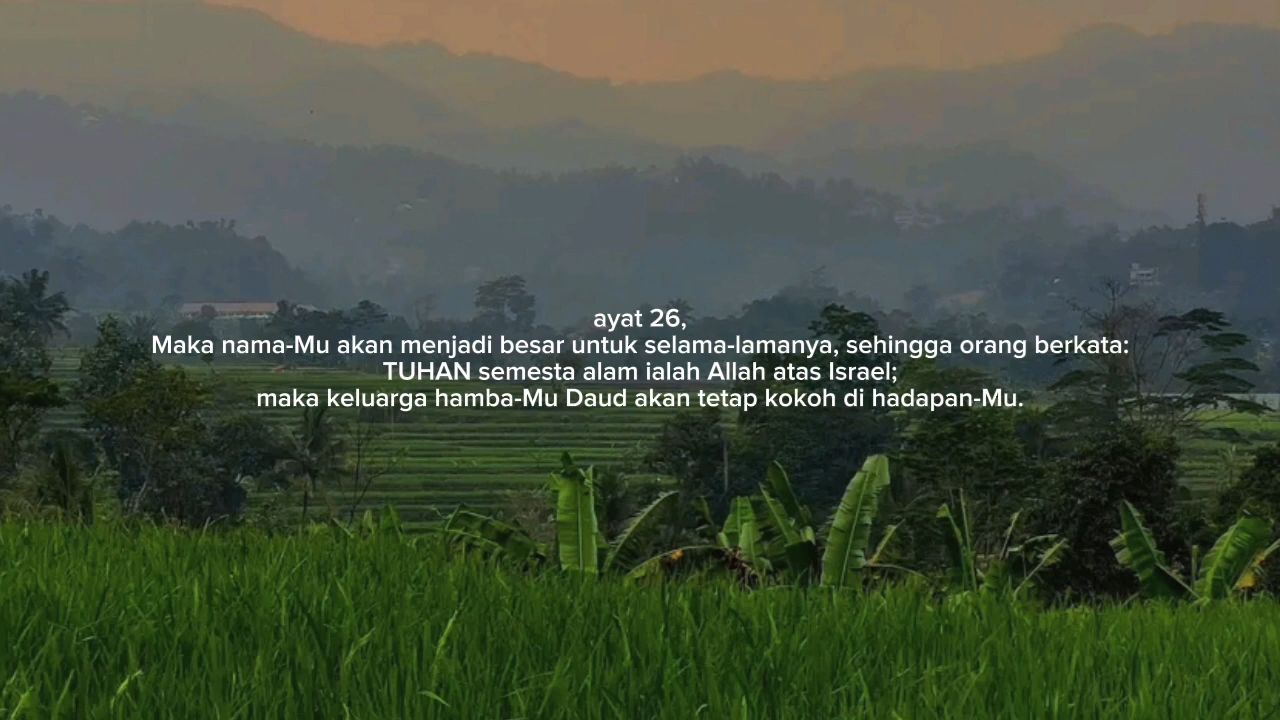 ayat 26,
Maka nama-Mu akan menjadi besar untuk selama-lamanya, sehingga orang berkata:
TUHAN semesta alam ialah Allah atas Israel;
maka keluarga hamba-Mu Daud akan tetap kokoh di hadapan-Mu.